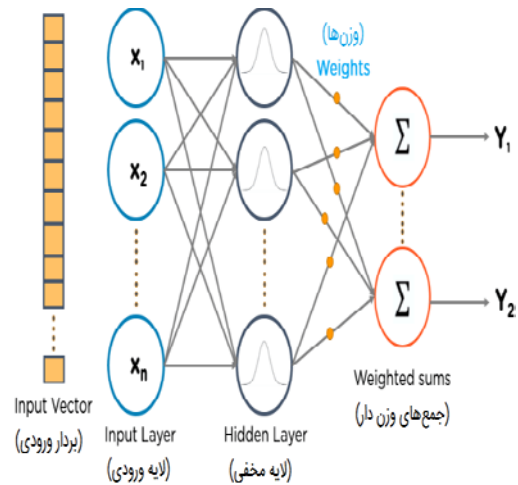 (وزن‌ها)
Weights
x₁
x₂
xₙ
Σ
Y₁
Σ
Y₂
Input Vector
(بردار ورودی)
Input Layer
(لایه ورودی)
Hidden Layer
(لایه مخفی)
Weighted sums
(جمع‌های وزن دار)